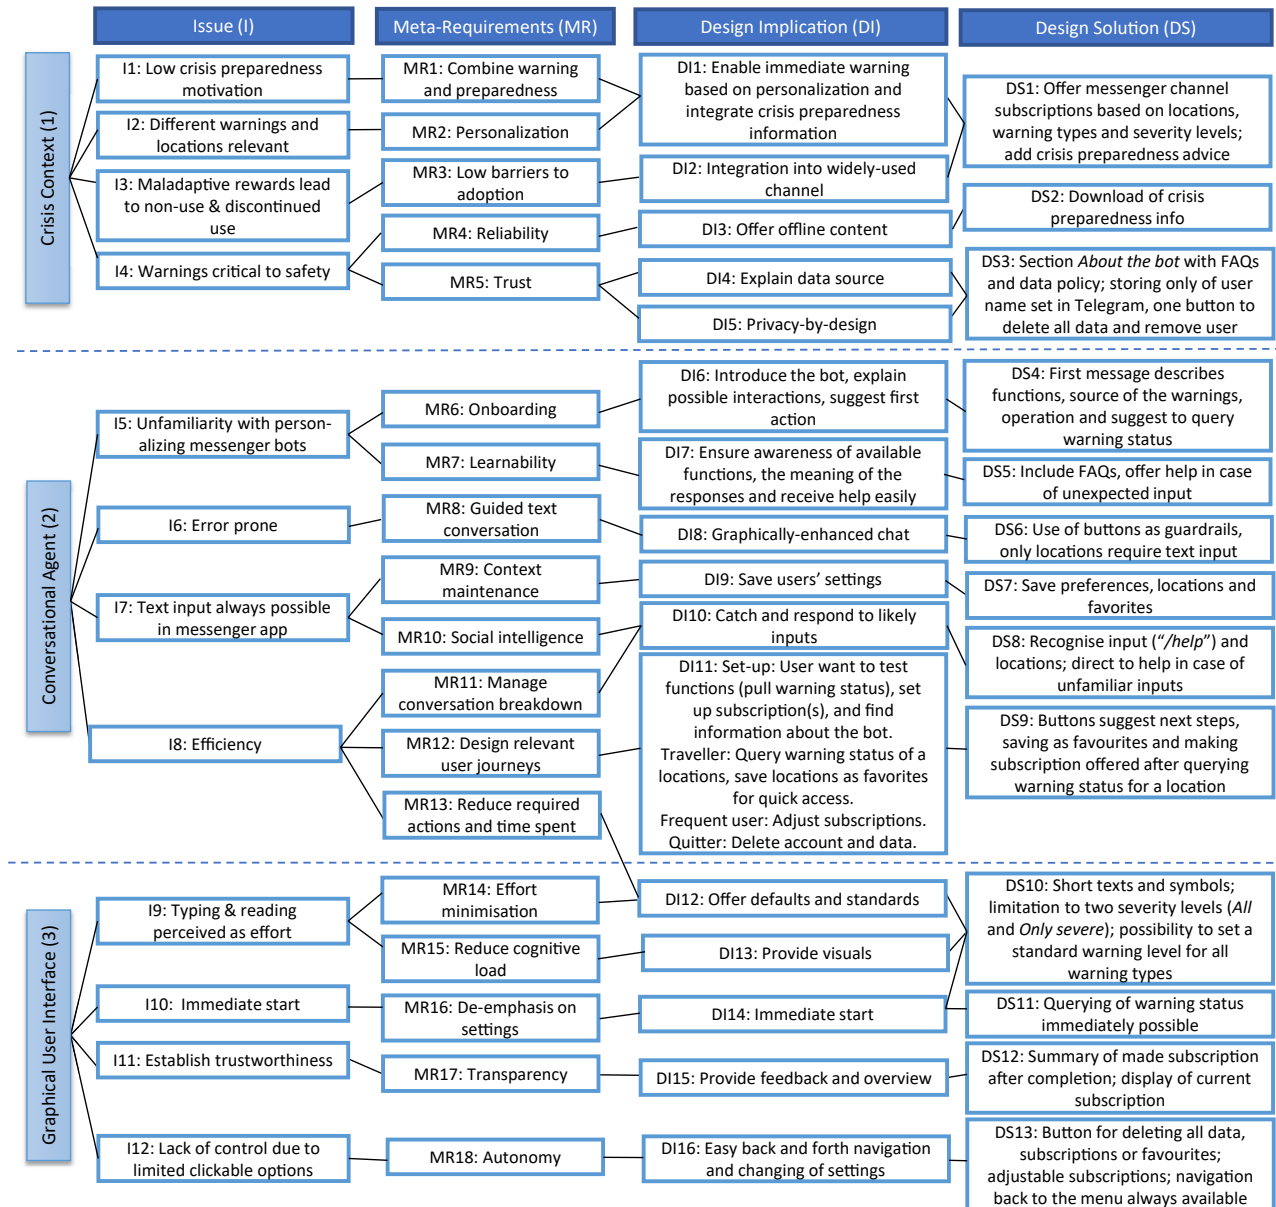 Issue (I)
Meta-Requirements (MR)
Design Implication (DI)
Design Solution (DS)
Crisis Context (1)
I1: Low crisis preparedness
motivation
I2: Different warnings and
locations relevant
I3: Maladaptive rewards lead
to non-use & discontinued
use
I4: Warnings critical to safety
MR1: Combine warning
and preparedness
MR2: Personalization
MR3: Low barriers to
adoption
MR4: Reliability
MR5: Trust
DI1: Enable immediate warning
based on personalization and
integrate crisis preparedness
information
DI2: Integration into widely-used
channel
DI3: Offer offline content
DI4: Explain data source
DI5: Privacy-by-design
DS1: Offer messenger channel
subscriptions based on locations,
warning types and severity levels;
add crisis preparedness advice
DS2: Download of crisis
preparedness info
DS3: Section About the bot with FAQs
and data policy; storing only of user
name set in Telegram, one button to
delete all data and remove user
Conversational Agent (2)
I5: Unfamiliarity with person-
alizing messenger bots
I6: Error prone
I7: Text input always possible
in messenger app
I8: Efficiency
MR6: Onboarding
MR7: Learnability
MR8: Guided text
conversation
MR9: Context
maintenance
MR10: Social intelligence
MR11: Manage
conversation breakdown
MR12: Design relevant
user journeys
MR13: Reduce required
actions and time spent
DI6: Introduce the bot, explain
possible interactions, suggest first
action
DI7: Ensure awareness of available
functions, the meaning of the
responses and receive help easily
DI8: Graphically-enhanced chat
DI9: Save users’ settings
DI10: Catch and respond to likely
inputs
DI11: Set-up: User want to test
functions (pull warning status), set
up subscription(s), and find
information about the bot.
Traveller: Query warning status of a
locations, save locations as favorites
for quick access.
Frequent user: Adjust subscriptions.
Quitter: Delete account and data.
DS4: First message describes
functions, source of the warnings,
operation and suggest to query
warning status
DS5: Include FAQs, offer help in case
of unexpected input
DS6: Use of buttons as guardrails,
only locations require text input
DS7: Save preferences, locations and
favorites
DS8: Recognise input (“/help”) and
locations; direct to help in case of
unfamiliar inputs
DS9: Buttons suggest next steps,
saving as favourites and making
subscription offered after querying
warning status for a location
Graphical User Interface (3)
I9: Typing & reading
perceived as effort
I10: Immediate start
I11: Establish trustworthiness
I12: Lack of control due to
limited clickable options
MR14: Effort
minimisation
MR15: Reduce cognitive
load
MR16: De-emphasis on
settings
MR17: Transparency
MR18: Autonomy
DI12: Offer defaults and standards
DI13: Provide visuals
DI14: Immediate start
DI15: Provide feedback and overview
DI16: Easy back and forth navigation
and changing of settings
DS10: Short texts and symbols;
limitation to two severity levels (All
and Only severe); possibility to set a
standard warning level for all
warning types
DS11: Querying of warning status
immediately possible
DS12: Summary of made subscription
after completion; display of current
subscription
DS13: Button for deleting all data,
subscriptions or favourites;
adjustable subscriptions; navigation
back to the menu always available